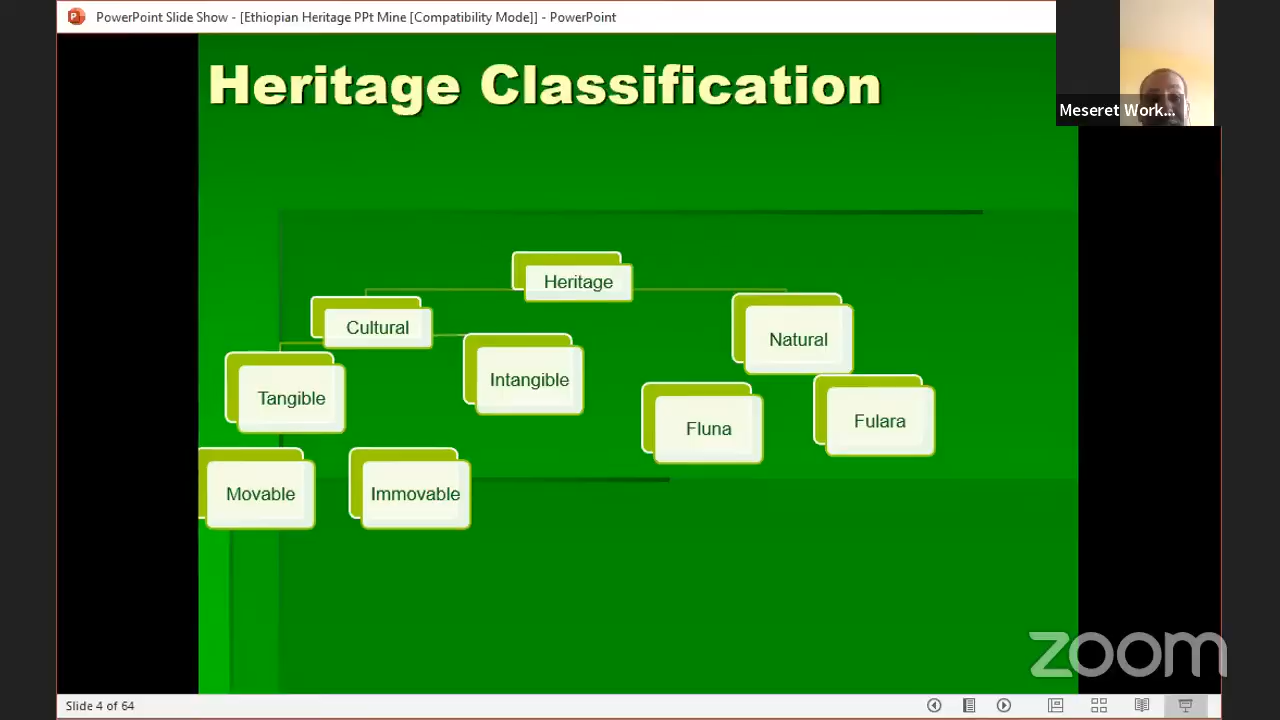 PowerPoint Slide Show - [Ethiopian Heritage PPt Mine [Compatibility Mode]] - PowerPoint
Meseret Work...
Heritage Classification
Heritage
Cultural
Natural
Tangible
Intangible
Fluna
Fulara
Movable
Immovable
zoom
Slide 4 of 64